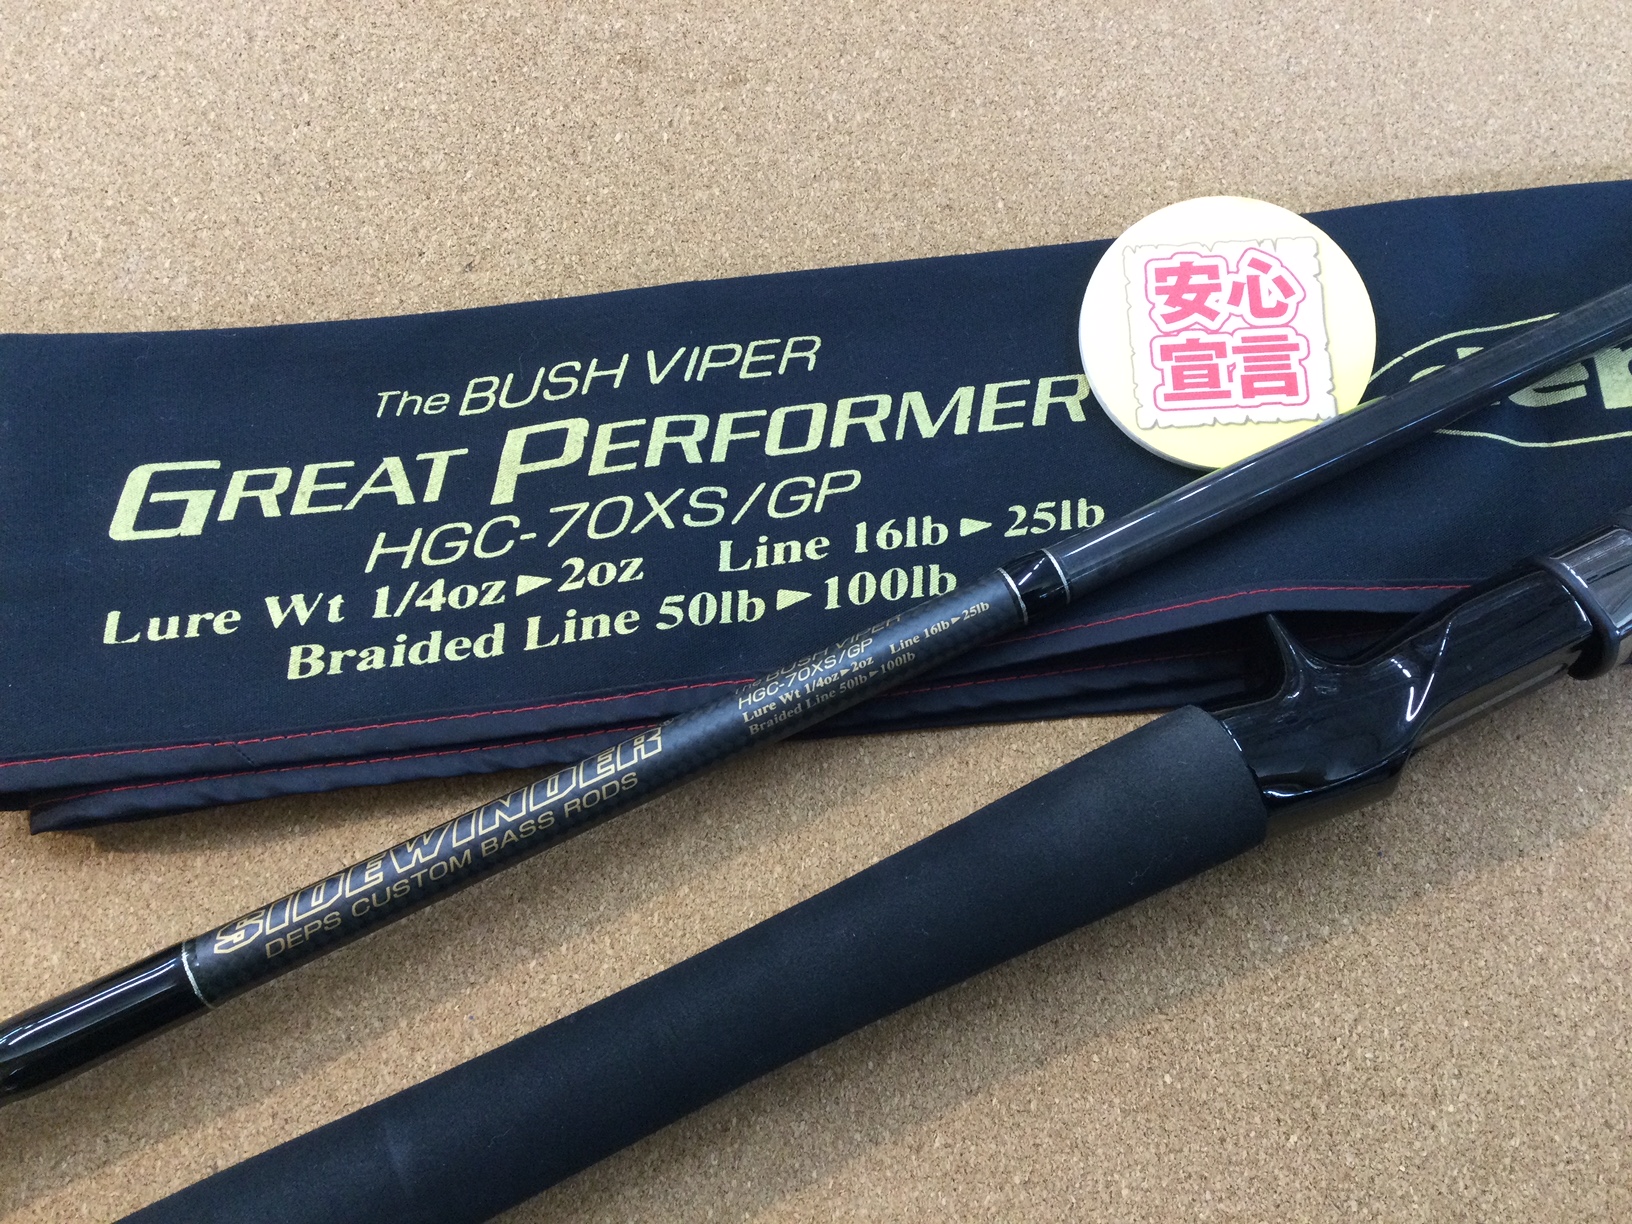 The BUSH VIPER
GREAT PERFORMER
HGC-70XS/GP
Lure Wt 1/4oz▶2oz Line 16lb▶25lb
Braided Line 50lb▶100lb
安心
宣言
The BUSH VIPER
HGC-70XS/GP
Lure Wt 1/4oz▶2oz Line 16lb▶25lb
Braided Line 50lb▶100lb
SIDEWINDER
DEPS CUSTOM BASS RODS